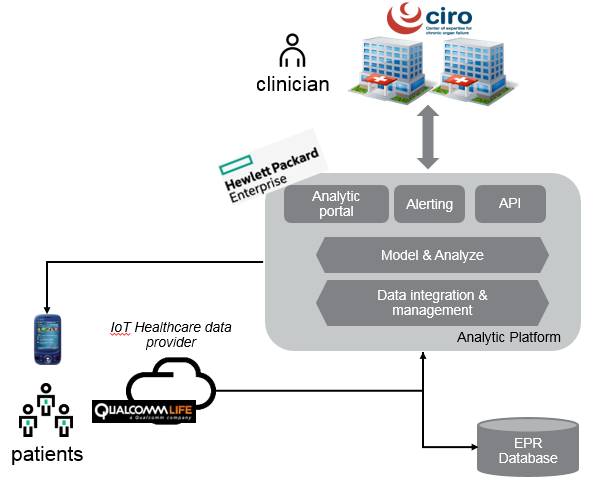 ciro
Center of expertise for
chronic organ failure
clinician
Hewlett Packard
Enterprise
Analytic
portal
Alerting
API
Model & Analyze
Data integration &
management
Analytic Platform
IoT Healthcare data
provider
QUALCOMM LIFE
a Qualcomm company
patients
EPR
Database